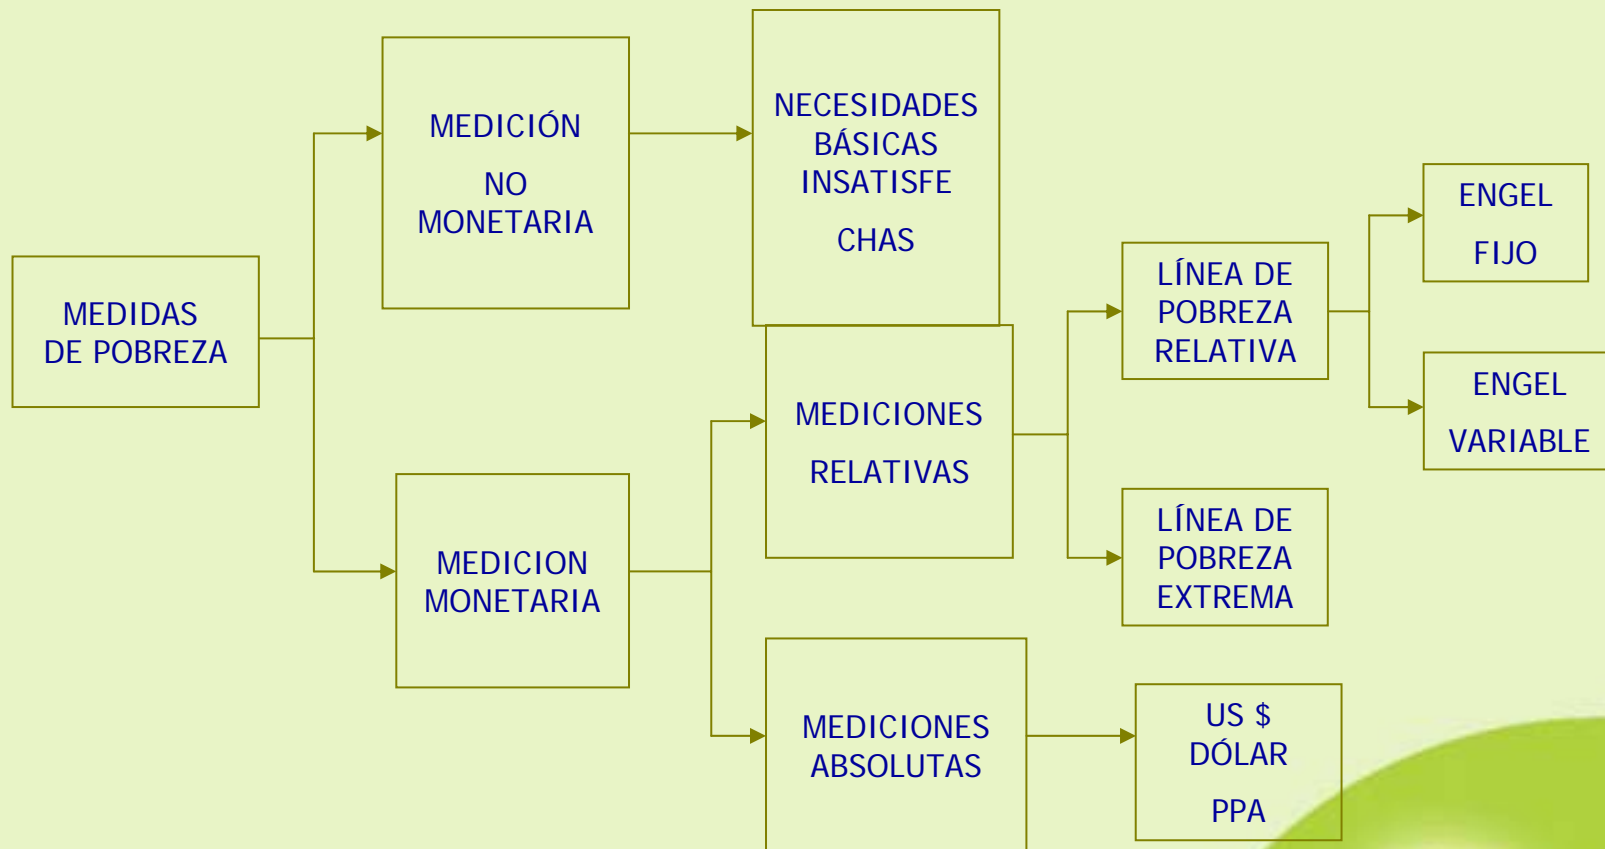 MEDIDAS
DE POBREZA
MEDICIÓN
NO
MONETARIA
NECESIDADES
BÁSICAS
INSATISFE
CHAS
MEDICION
MONETARIA
MEDICIONES
RELATIVAS
LÍNEA DE
POBREZA
RELATIVA
ENGEL
FIJO
ENGEL
VARIABLE
LÍNEA DE
POBREZA
EXTREMA
MEDICIONES
ABSOLUTAS
US $
DÓLAR
PPA